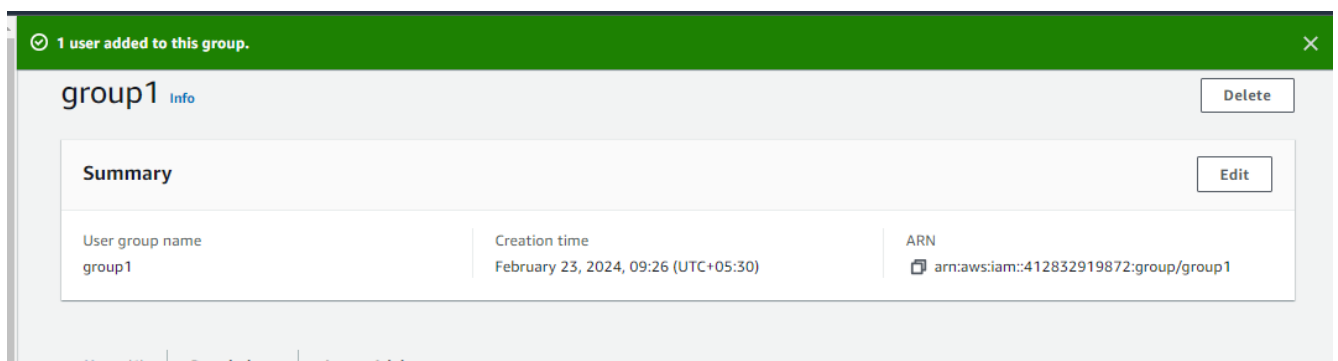 1 user added to this group.
group1 Info
Delete
Summary
Edit
User group name
group1
Creation time
February 23, 2024, 09:26 (UTC+05:30)
ARN
arn:aws:iam::412832919872:group/group1